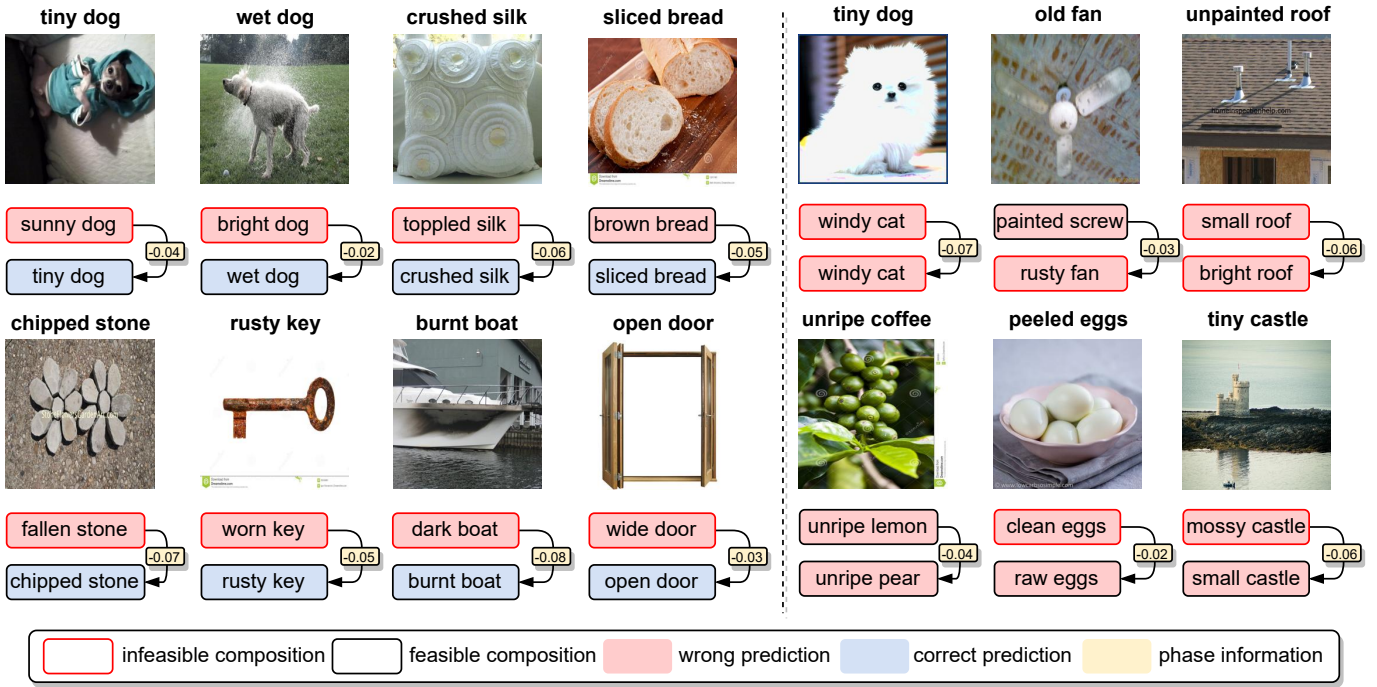 tiny dog wet dog crushed silk sliced bread tiny dog old fan unpainted roof
homeinspectionhelp.com
sunny dog bright dog toppled silk brown bread windy cat painted screw small roof
-0.04 -0.02 -0.06 -0.05 -0.07 -0.03 -0.06
tiny dog wet dog crushed silk sliced bread windy cat rusty fan bright roof
chipped stone rusty key burnt boat open door unripe coffee peeled eggs tiny castle
fallen stone worn key dark boat wide door unripe lemon clean eggs mossy castle
-0.07 -0.05 -0.08 -0.03 -0.04 -0.02 -0.06
chipped stone rusty key burnt boat open door unripe pear raw eggs small castle
infeasible composition feasible composition wrong prediction correct prediction phase information